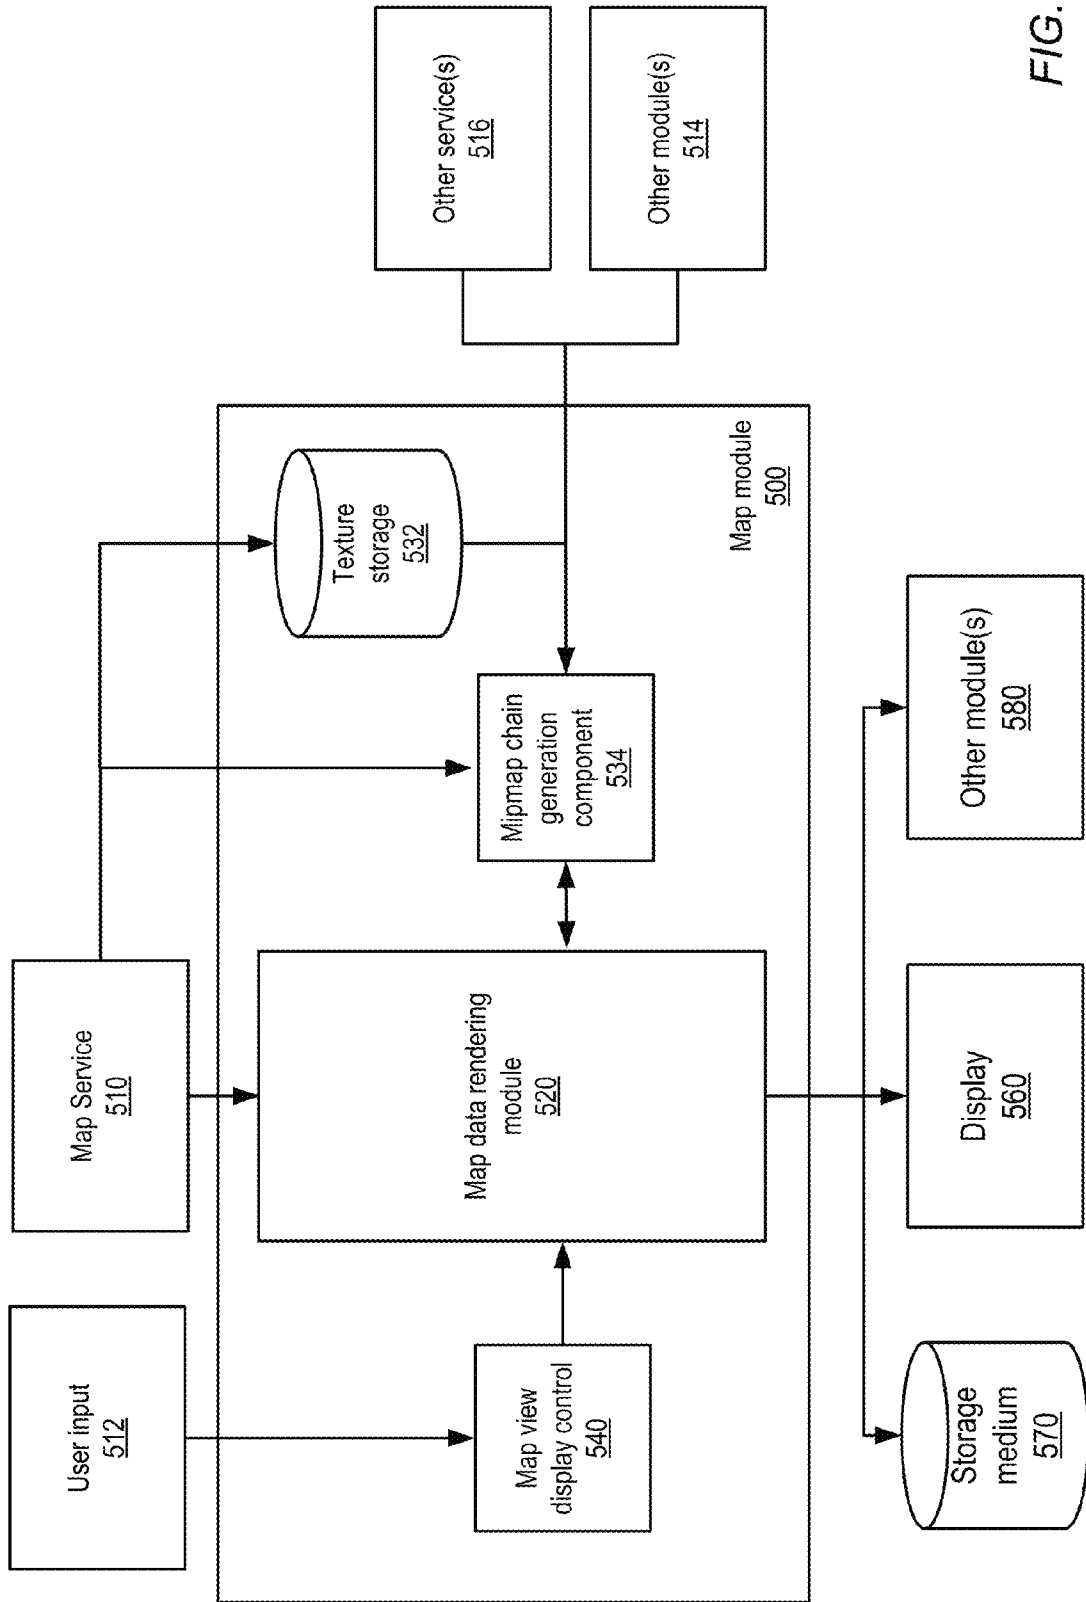 User input
512
Map Service
510
Other service(s)
516
Other module(s)
514
Texture
storage
532
Mipmap chain
generation
component
534
Map data rendering
module
520
Map view
display control
540
Map module
500
Storage
medium
570
Display
560
Other module(s)
580
FIG.